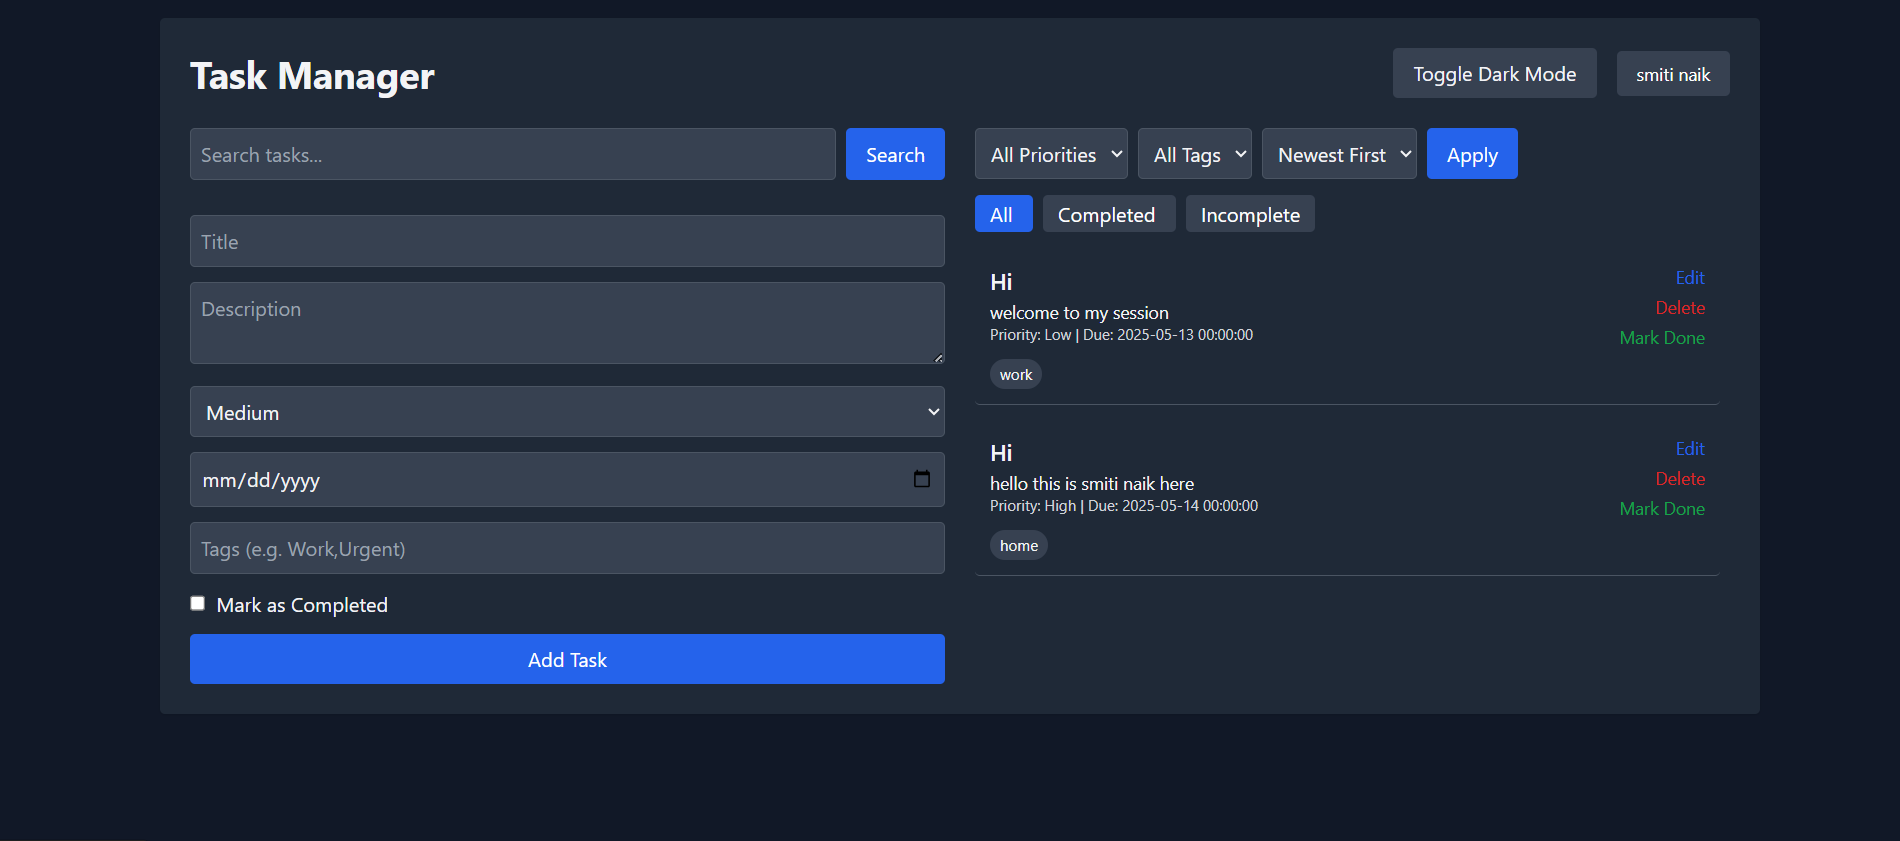 Task Manager
Toggle Dark Mode
smiti naik
Search tasks...
Search
Title
Description
Medium
mm/dd/yyyy
Tags (e.g. Work,Urgent)
Mark as Completed
Add Task
All Priorities
All Tags
Newest First
Apply
All
Completed
Incomplete
Hi
welcome to my session
Priority: Low | Due: 2025-05-13 00:00:00
work
Edit
Delete
Mark Done
Hi
hello this is smiti naik here
Priority: High | Due: 2025-05-14 00:00:00
home
Edit
Delete
Mark Done